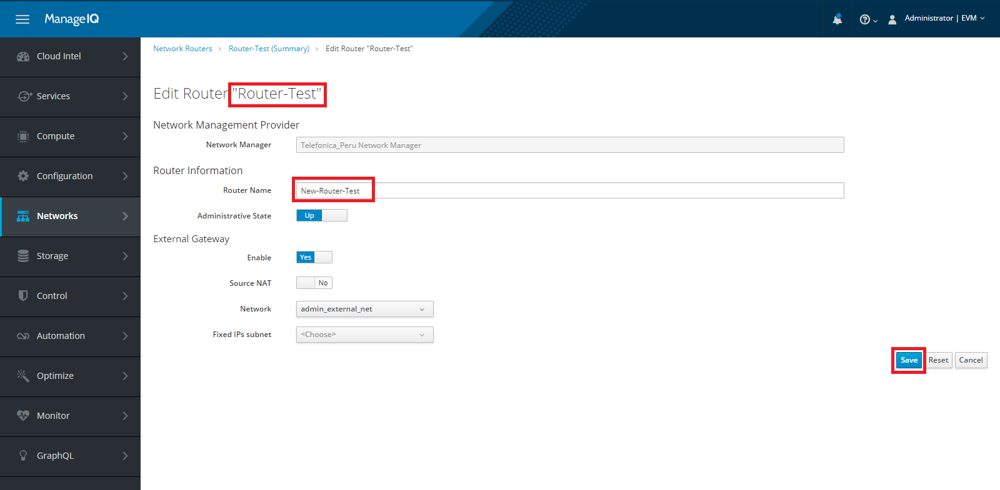 ManageIQ
Administrator | EVM
Cloud Intel
Services
Compute
Configuration
Networks
Storage
Control
Automation
Optimize
Monitor
GraphQL
Network Routers > Router-Test (Summary) > Edit Router "Router-Test"
Edit Router "Router-Test"
Network Management Provider
Network Manager Telefonica_Peru Network Manager
Router Information
Router Name New-Router-Test
Administrative State Up
External Gateway
Enable Yes
Source NAT No
Network admin_external_net
Fixed IPs subnet <Choose>
Save Reset Cancel